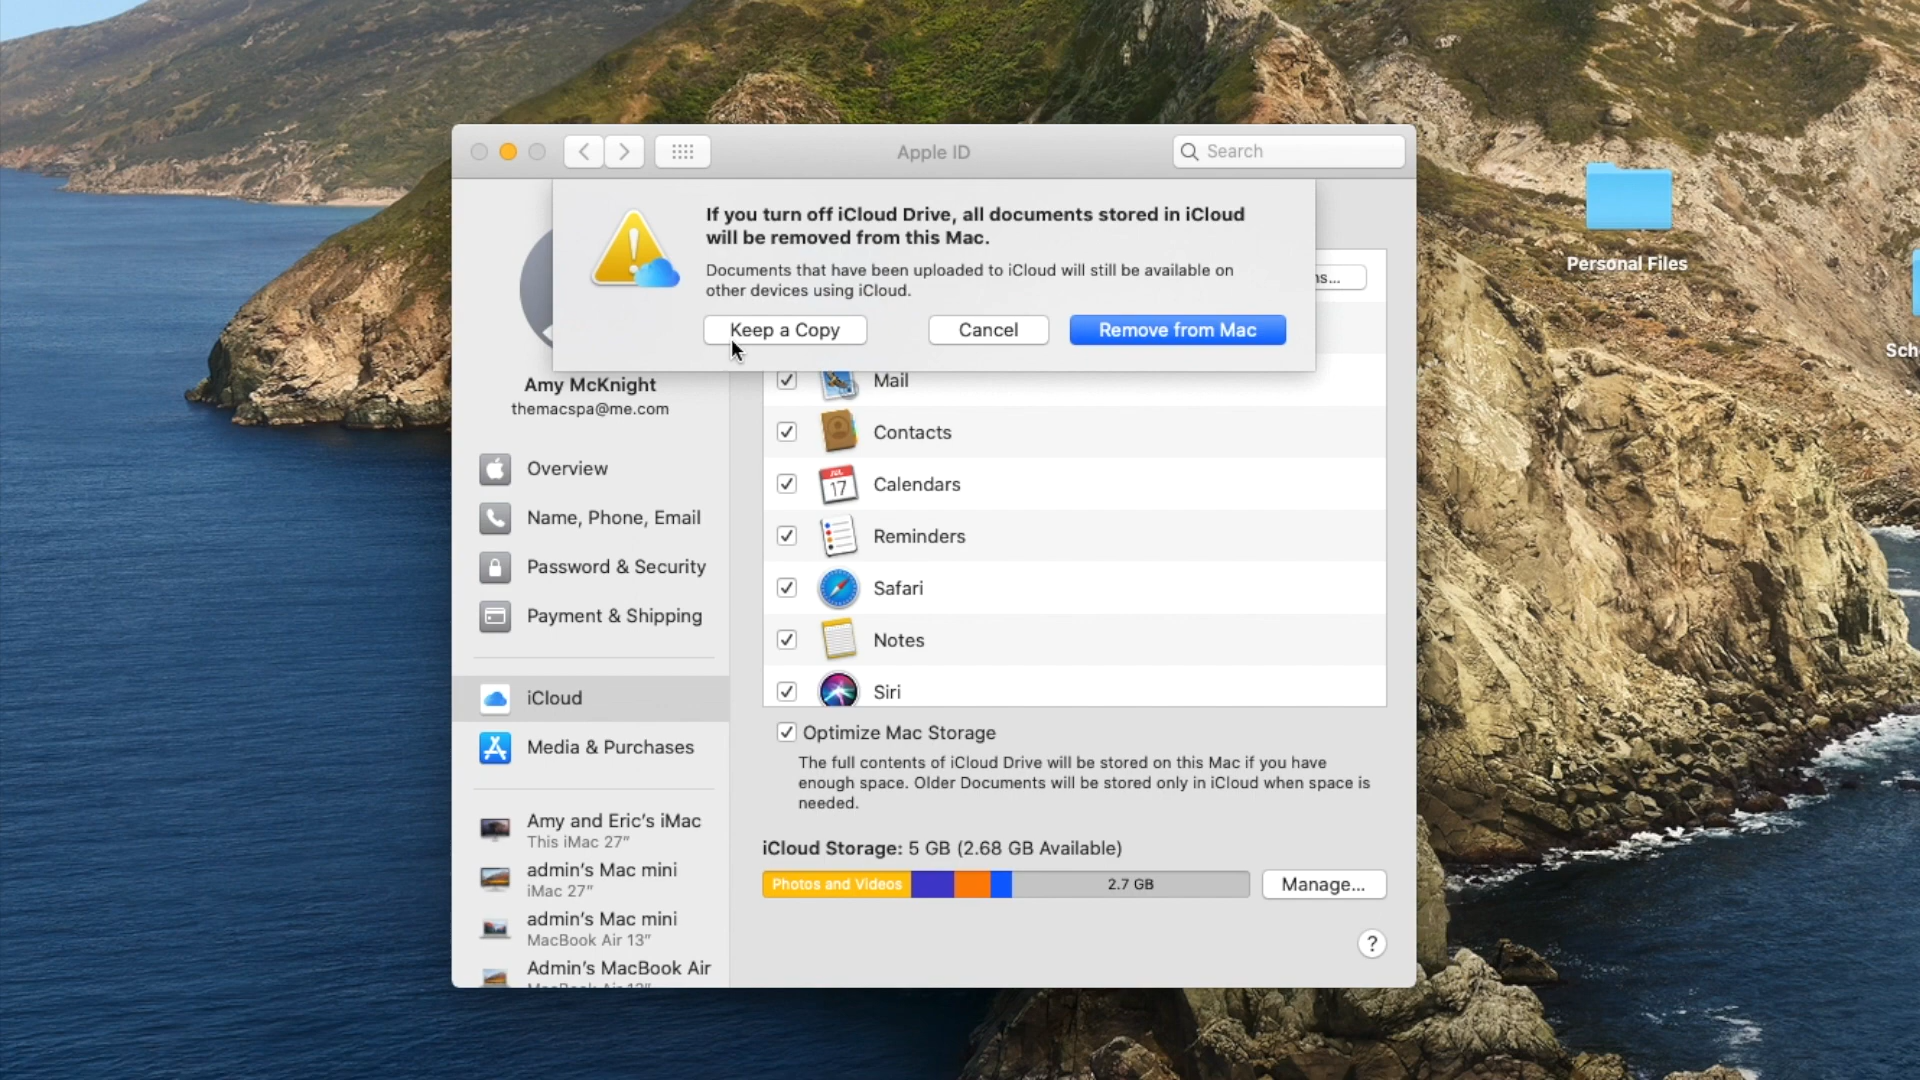 Apple ID
Search
If you turn off iCloud Drive, all documents stored in iCloud
will be removed from this Mac.
Documents that have been uploaded to iCloud will still be available on
other devices using iCloud.
Keep a Copy
Cancel
Remove from Mac
Amy McKnight
themacspa@me.com
Overview
Name, Phone, Email
Password & Security
Payment & Shipping
iCloud
Media & Purchases
Amy and Eric's iMac
This iMac 27"
admin's Mac mini
iMac 27"
admin's Mac mini
MacBook Air 13"
Admin's MacBook Air
Mail
Contacts
JUL
17
Calendars
Reminders
Safari
Notes
Siri
Optimize Mac Storage
The full contents of iCloud Drive will be stored on this Mac if you have
enough space. Older Documents will be stored only in iCloud when space is
needed.
iCloud Storage: 5 GB (2.68 GB Available)
Photos and Videos
2.7 GB
Manage...
?
Personal Files